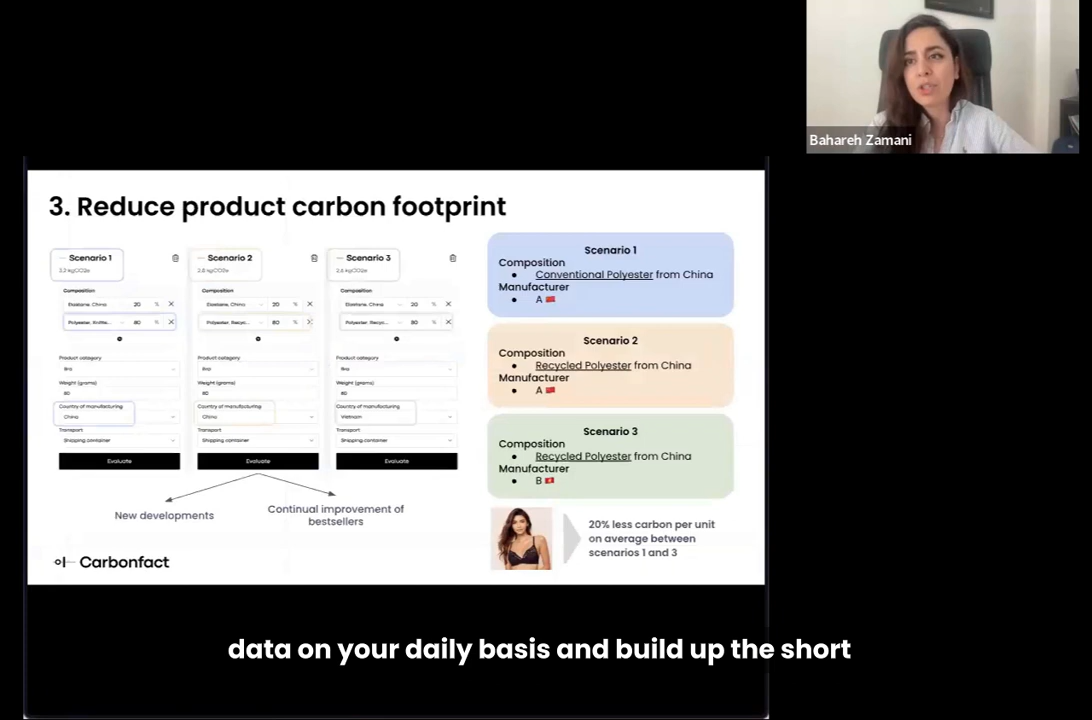 Bahareh Zamani
3. Reduce product carbon footprint
Scenario 1
Scenario 2
Scenario 3
2,6 kgCO2e
2,6 kgCO2e
Composition
Composition
Composition
Elastane, China 20 %
Elastane, China 20 %
Elastane, China 20 %
Polyester, Knitte... 80 %
Polyester, Recyc... 80 %
Polyester, Recyc... 80 %
Product category
Product category
Product category
Bra
Bra
Bra
Weight (grams)
Weight (grams)
Weight (grams)
80
80
80
Country of manufacturing
Country of manufacturing
Country of manufacturing
China
China
Vietnam
Transport
Transport
Transport
Shipping container
Shipping container
Shipping container
Evaluate
Evaluate
Evaluate
New developments
Continual improvement of
bestsellers
Carbonfact
Scenario 1
Composition
Conventional Polyester from China
Manufacturer
A
Scenario 2
Composition
Recycled Polyester from China
Manufacturer
A
Scenario 3
Composition
Recycled Polyester from China
Manufacturer
B
20% less carbon per unit
on average between
scenarios 1 and 3
data on your daily basis and build up the short